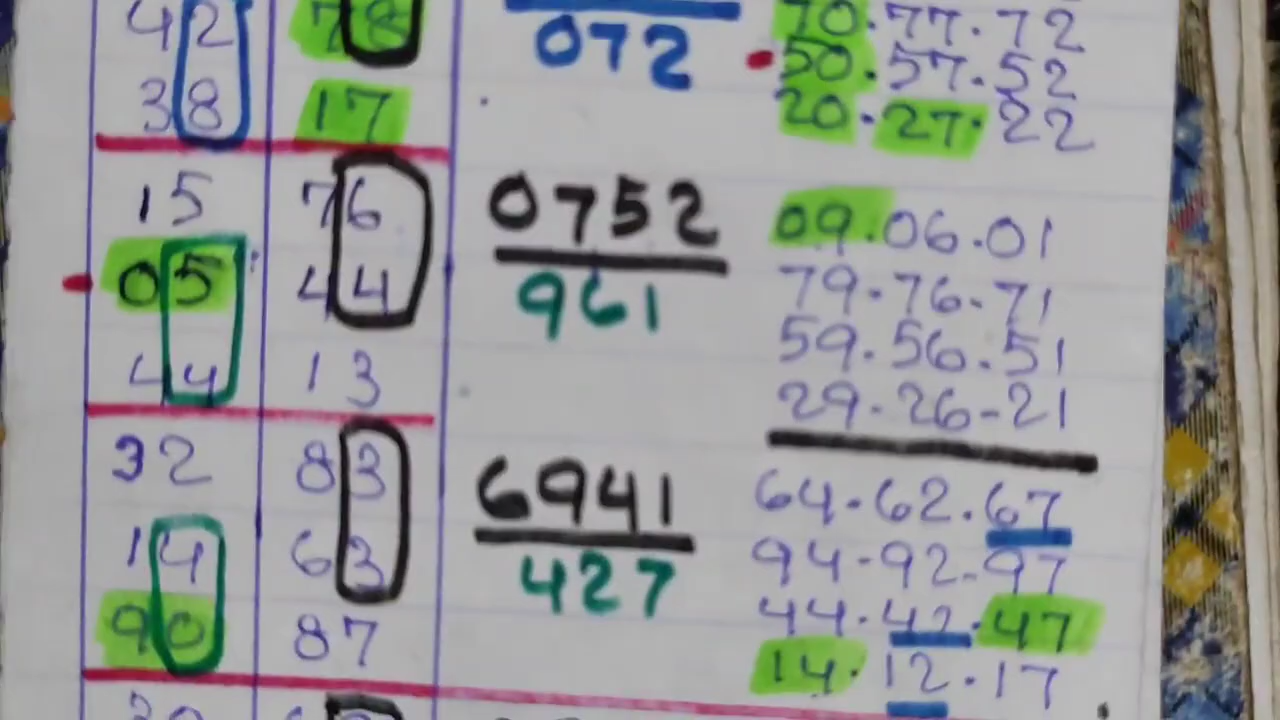 42 78 072 70.77.72
38 17 50.57.52
20.27.22
15 76 0752 09.06.01
05 44 961 79.76.71
44 13 59.56.51
29.26-21
32 83 6941 64.62.67
14 63 427 94-92-97
90 87 44.42.47
14.12.17